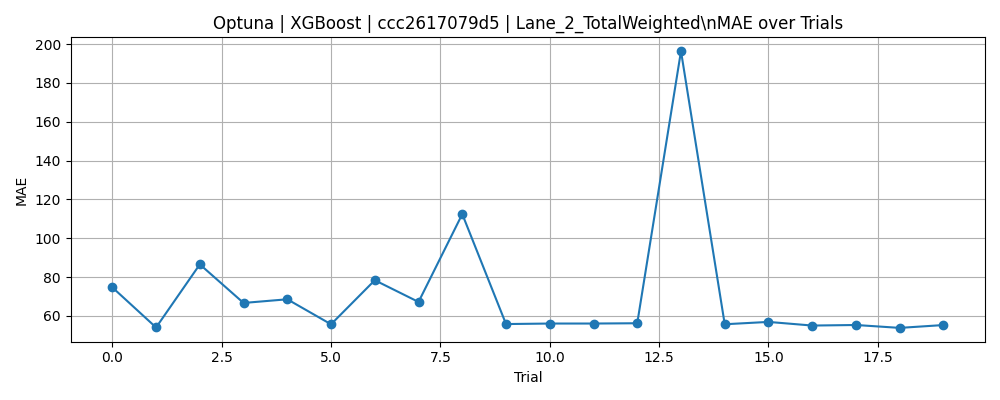 Optuna | XGBoost | ccc2617079d5 | Lane_2_TotalWeighted\nMAE over Trials
200
180
160
140
120
100
80
60
MAE
0.0 2.5 5.0 7.5 10.0 12.5 15.0 17.5
Trial